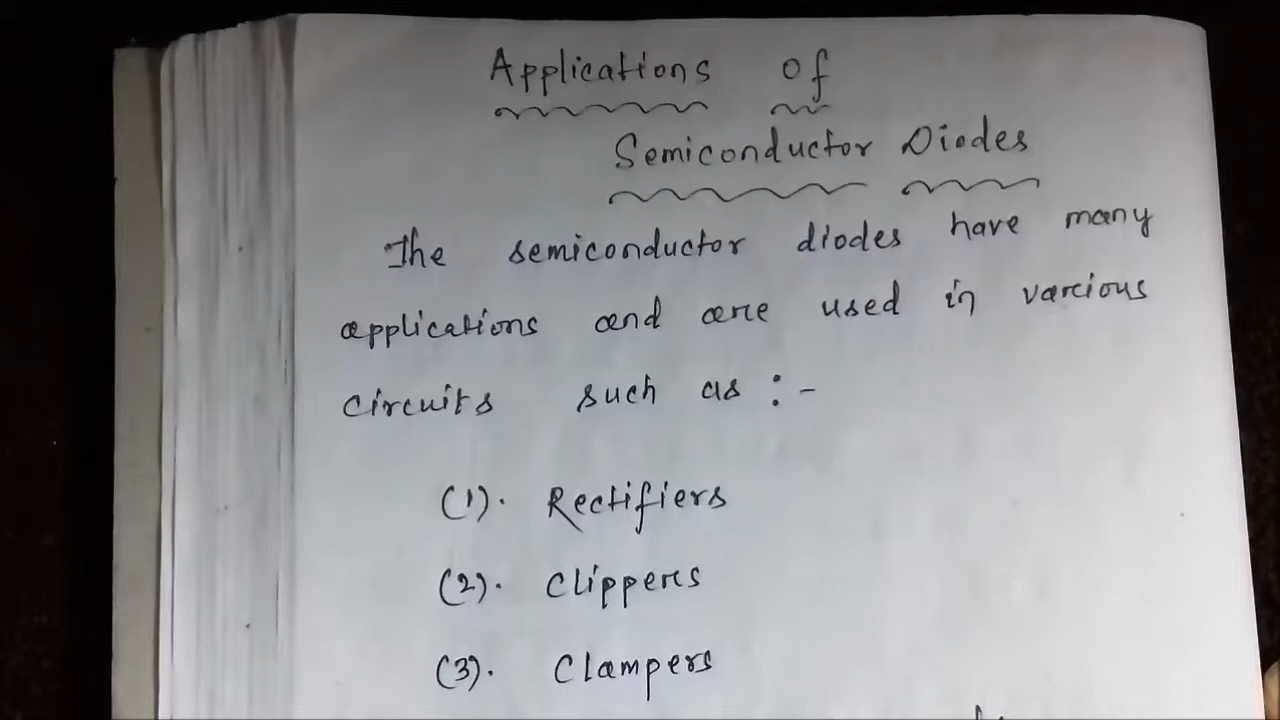 Applications of
Semiconductor Diodes
The semiconductor diodes have many
applications and are used in various
circuits such as :-
(1). Rectifiers
(2). Clippers
(3). Clampers